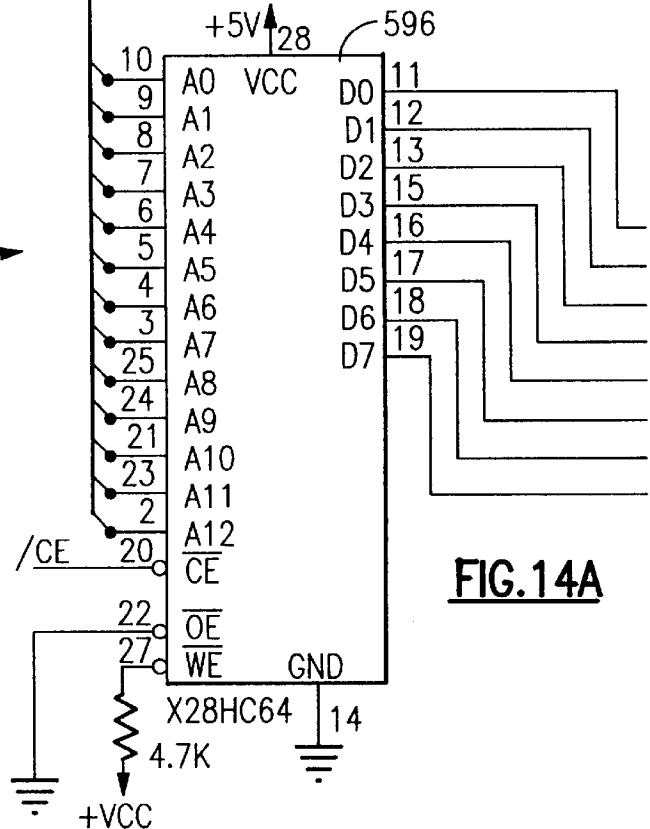 +5V 28 596
10 A0 VCC D0 11
9 A1 D1 12
8 A2 D2 13
7 A3 D3 15
6 A4 D4 16
5 A5 D5 17
4 A6 D6 18
3 A7 D7 19
25 A8
24 A9
21 A10
23 A11
2 A12
/CE 20 CE
FIG.14A
22 OE
27 WE GND
X28HC64 14
4.7K
+VCC